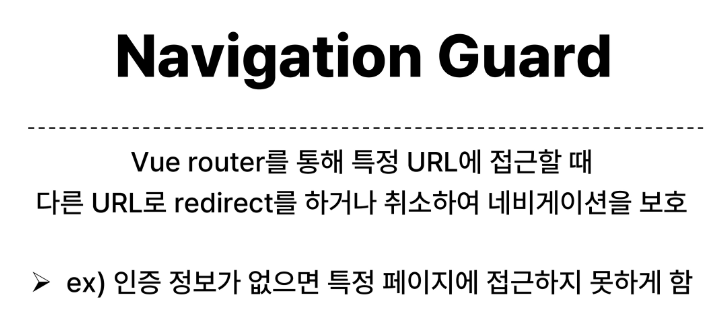 Navigation Guard
Vue router를 통해 특정 URL에 접근할 때
다른 URL로 redirect를 하거나 취소하여 네비게이션을 보호
➢ ex) 인증 정보가 없으면 특정 페이지에 접근하지 못하게 함